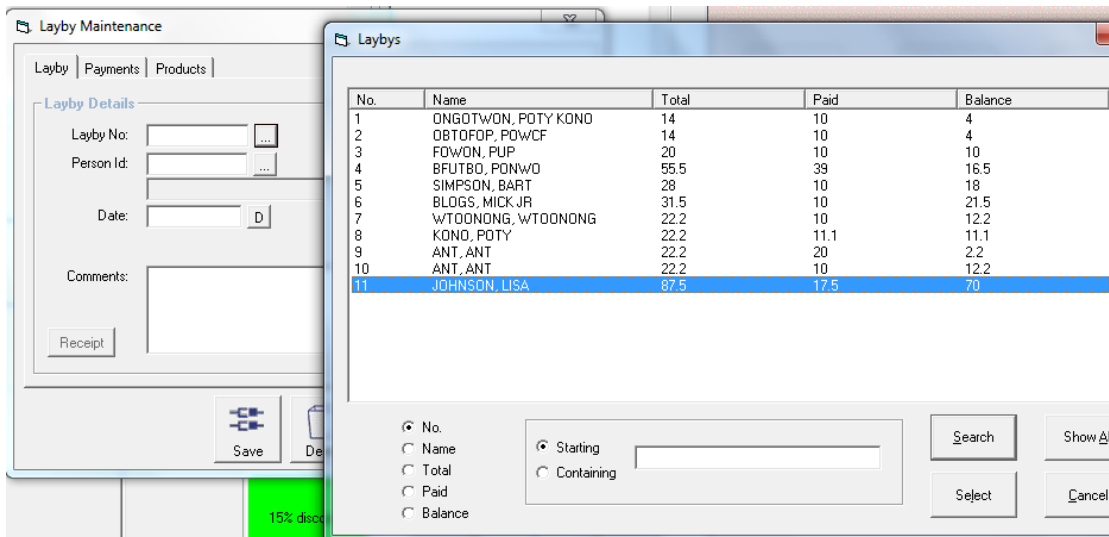 Layby Maintenance
Layby Payments Products
Layby Details
Layby No: ...
Person Id: ...
Date: D
Comments:
Receipt
Save
De
15% disco
Laybys
No. Name Total Paid Balance
1 ONGOTWON, POTY KONO 14 10 4
2 OBTOFOP, POWCF 14 10 4
3 FOWON, PUP 20 10 10
4 BFUTBO, PONWO 55.5 39 16.5
5 SIMPSON, BART 28 10 18
6 BLOGS, MICK JR 31.5 10 21.5
7 WTOONONG, WTOONONG 22.2 10 12.2
8 KONO, POTY 22.2 11.1 11.1
9 ANT, ANT 22.2 20 2.2
10 ANT, ANT 22.2 10 12.2
11 JOHNSON, LISA 87.5 17.5 70
No.
Name
Total
Paid
Balance
Starting
Containing
Search
Show Al
Select
Cancel